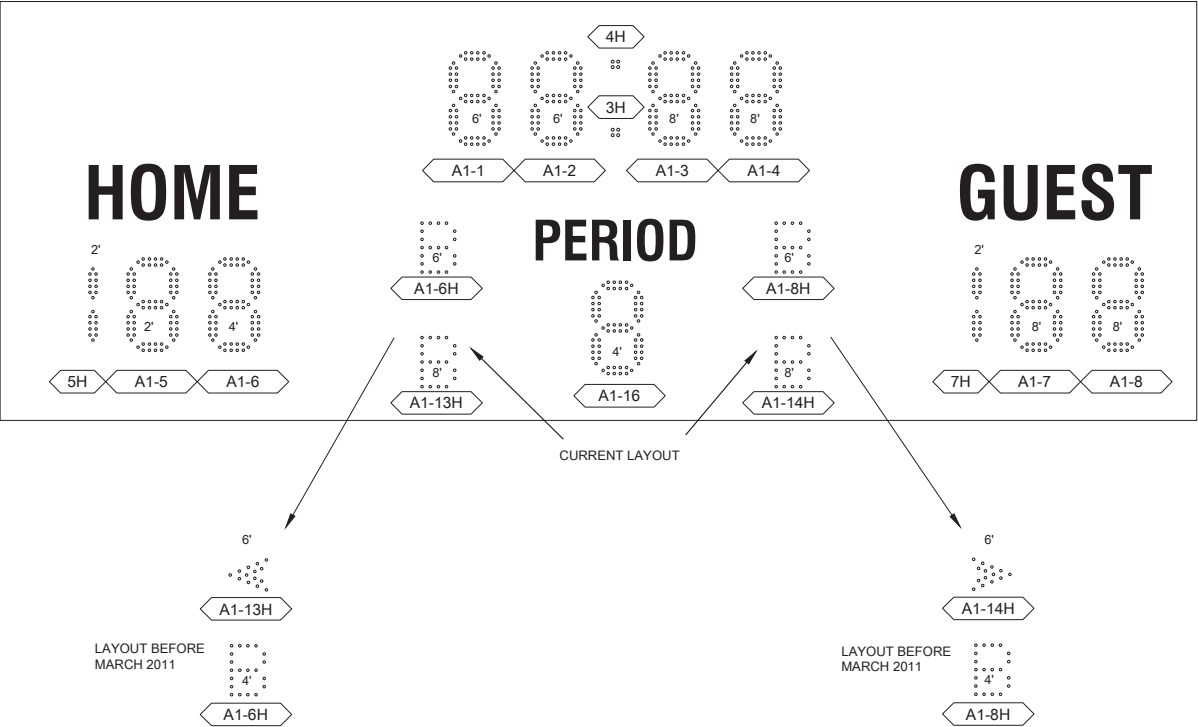 4H
3H
6' 6' 8' 8'
A1-1 A1-2 A1-3 A1-4
HOME GUEST
PERIOD
2' 6' 6' 2'
A1-6H A1-8H
2' 4' 8' 8'
4'
8' 8'
5H A1-5 A1-6 7H A1-7 A1-8
A1-16
A1-13H A1-14H
CURRENT LAYOUT
6' 6'
A1-13H A1-14H
LAYOUT BEFORE
MARCH 2011
4'
A1-6H
LAYOUT BEFORE
MARCH 2011
4'
A1-8H